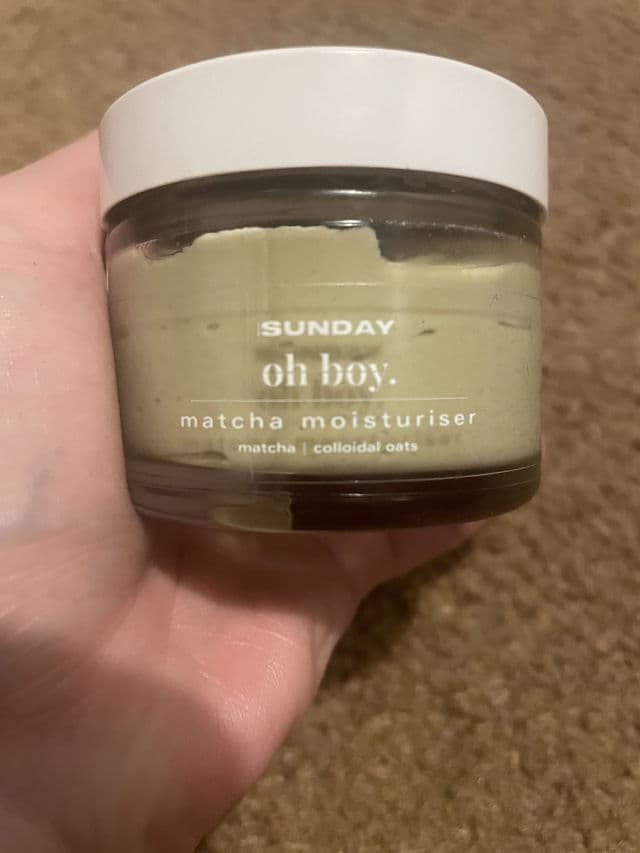 SUNDAY
oh boy.
matcha moisturiser
matcha | colloidal oats